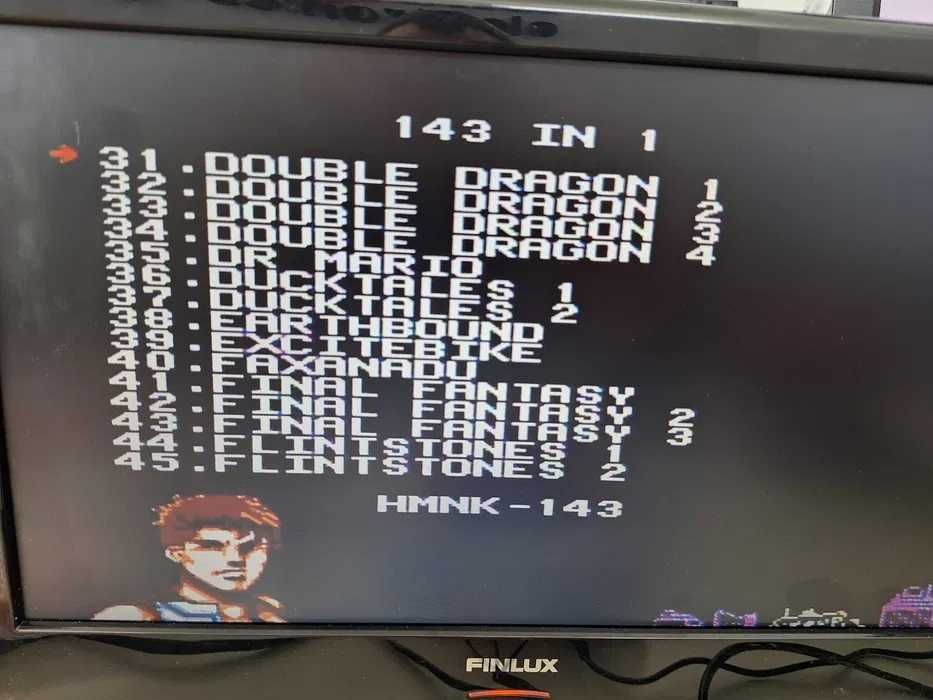 143 IN 1
31.DOUBLE DRAGON 1
32.DOUBLE DRAGON 2
33.DOUBLE DRAGON 3
34.DOUBLE DRAGON 4
35.DR MARIO
36.DUCKTALES 1
37.DUCKTALES 2
38.EARTHBOUND
39.EXCITEBIKE
40.FAXANADU
41.FINAL FANTASY
42.FINAL FANTASY 2
43.FINAL FANTASY 3
44.FLINTSTONES 1
45.FLINTSTONES 2
HMNK-143
FINLUX